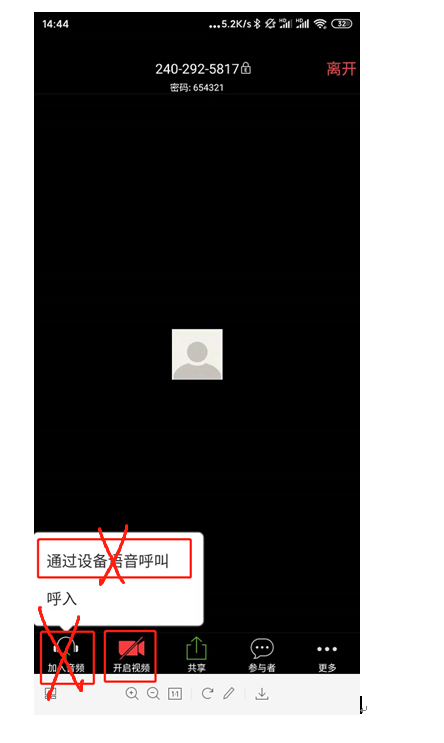 14:44 ...5.2K/s HD HD 32
240-292-5817 离开
密码: 654321
通过设备语音呼叫
呼入
加入音频 开启视频 共享 参与者 更多
1:1